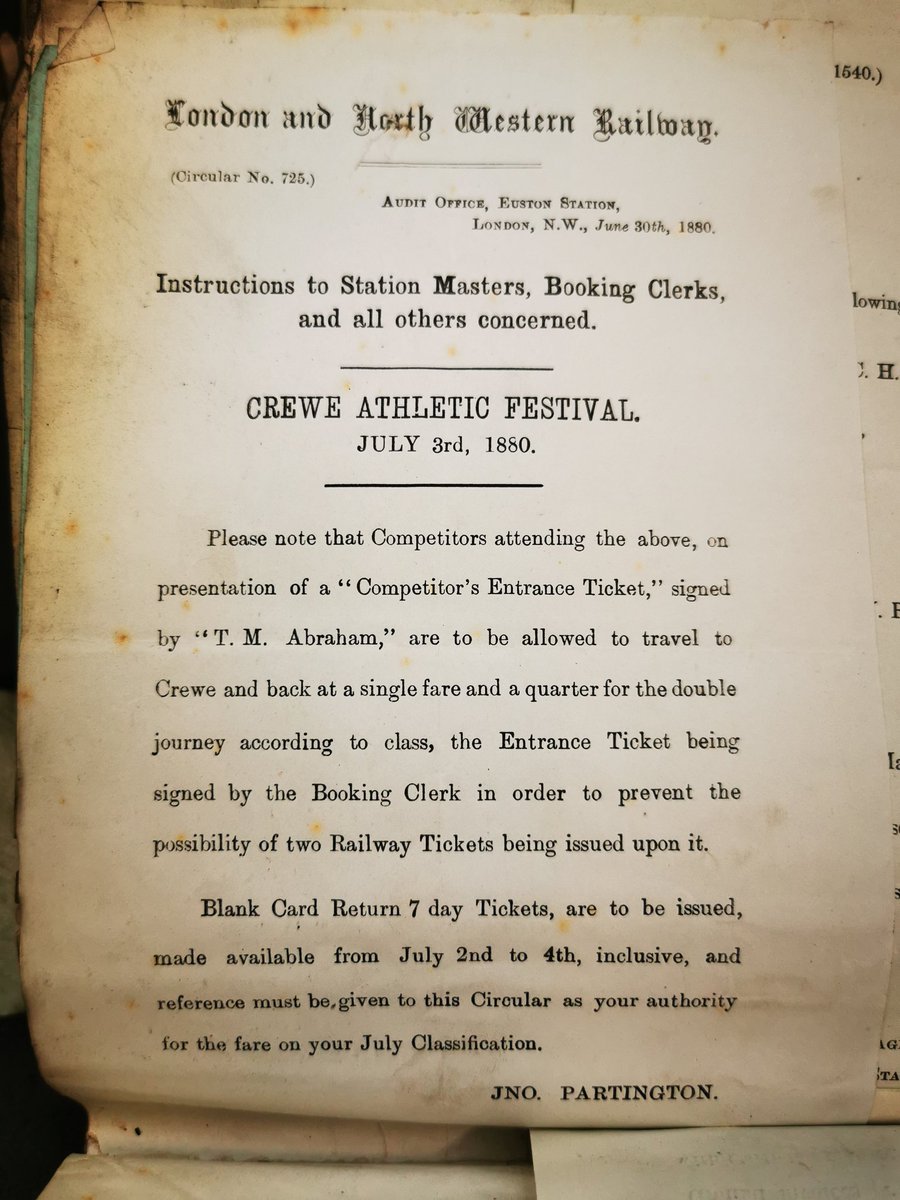 London and North Western Railway.
(Circular No. 725.)
Audit Office, Euston Station,
London, N.W., June 30th, 1880.
Instructions to Station Masters, Booking Clerks,
and all others concerned.
CREWE ATHLETIC FESTIVAL.
JULY 3rd, 1880.
Please note that Competitors attending the above, on
presentation of a “Competitor’s Entrance Ticket,” signed
by “T. M. Abraham,” are to be allowed to travel to
Crewe and back at a single fare and a quarter for the double
journey according to class, the Entrance Ticket being
signed by the Booking Clerk in order to prevent the
possibility of two Railway Tickets being issued upon it.
Blank Card Return 7 day Tickets, are to be issued,
made available from July 2nd to 4th, inclusive, and
reference must be given to this Circular as your authority
for the fare on your July Classification.
JNO. PARTINGTON.
1540.)
lowing
H.